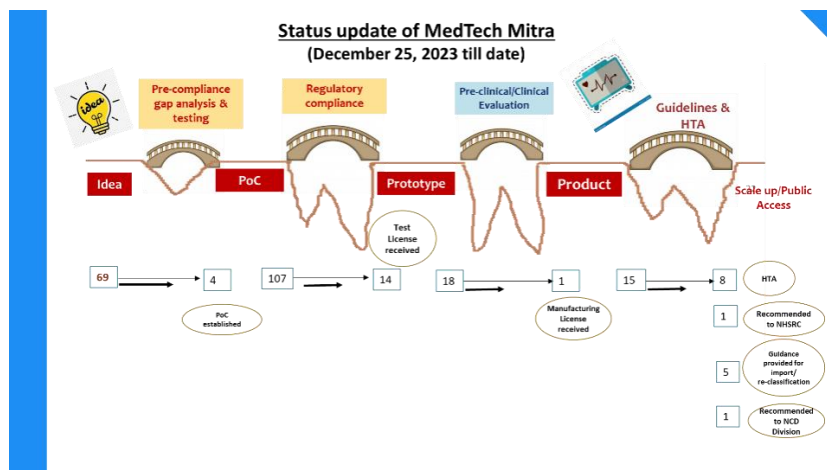 Status update of MedTech Mitra
(December 25, 2023 till date)
idea
Pre-compliance
gap analysis &
testing
Regulatory
compliance
Pre-clinical/Clinical
Evaluation
Guidelines &
HTA
Idea
PoC
Prototype
Product
Scale up/Public
Access
Test
License
received
69
4
107
14
18
1
15
8
HTA
PoC
established
Manufacturing
License
received
1
Recommended
to NHSRC
5
Guidance
provided for
import/
re-classification
1
Recommended
to NCD
Division